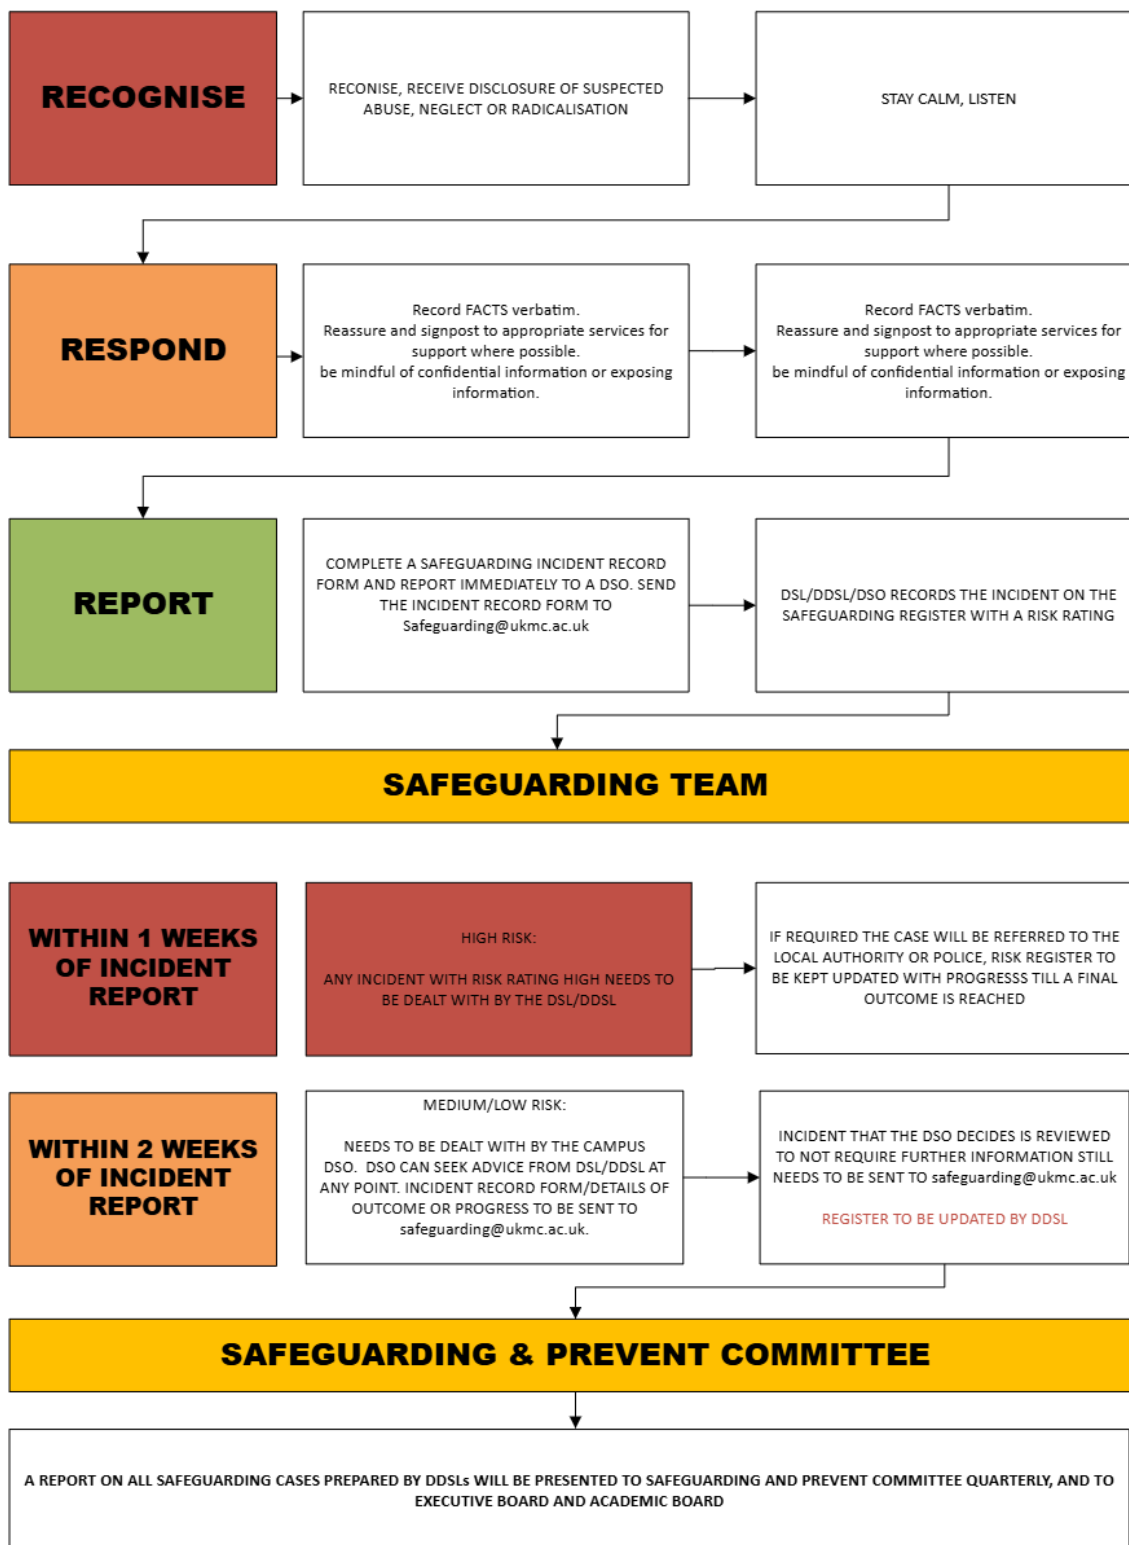 RECOGNISE
RECONISE, RECEIVE DISCLOSURE OF SUSPECTED
ABUSE, NEGLECT OR RADICALISATION
STAY CALM, LISTEN
RESPOND
Record FACTS verbatim.
Reassure and signpost to appropriate services for
support where possible.
be mindful of confidential information or exposing
information.
Record FACTS verbatim.
Reassure and signpost to appropriate services for
support where possible.
be mindful of confidential information or exposing
information.
REPORT
COMPLETE A SAFEGUARDING INCIDENT RECORD
FORM AND REPORT IMMEDIATELY TO A DSO. SEND
THE INCIDENT RECORD FORM TO
Safeguarding@ukmc.ac.uk
DSL/DDSL/DSO RECORDS THE INCIDENT ON THE
SAFEGUARDING REGISTER WITH A RISK RATING
SAFEGUARDING TEAM
WITHIN 1 WEEKS
OF INCIDENT
REPORT
HIGH RISK:
ANY INCIDENT WITH RISK RATING HIGH NEEDS TO
BE DEALT WITH BY THE DSL/DDSL
IF REQUIRED THE CASE WILL BE REFERRED TO THE
LOCAL AUTHORITY OR POLICE, RISK REGISTER TO
BE KEPT UPDATED WITH PROGRESSS TILL A FINAL
OUTCOME IS REACHED
WITHIN 2 WEEKS
OF INCIDENT
REPORT
MEDIUM/LOW RISK:
NEEDS TO BE DEALT WITH BY THE CAMPUS
DSO. DSO CAN SEEK ADVICE FROM DSL/DDSL AT
ANY POINT. INCIDENT RECORD FORM/DETAILS OF
OUTCOME OR PROGRESS TO BE SENT TO
safeguarding@ukmc.ac.uk.
INCIDENT THAT THE DSO DECIDES IS REVIEWED
TO NOT REQUIRE FURTHER INFORMATION STILL
NEEDS TO BE SENT TO safeguarding@ukmc.ac.uk
REGISTER TO BE UPDATED BY DDSL
SAFEGUARDING & PREVENT COMMITTEE
A REPORT ON ALL SAFEGUARDING CASES PREPARED BY DDSLs WILL BE PRESENTED TO SAFEGUARDING AND PREVENT COMMITTEE QUARTERLY, AND TO
EXECUTIVE BOARD AND ACADEMIC BOARD